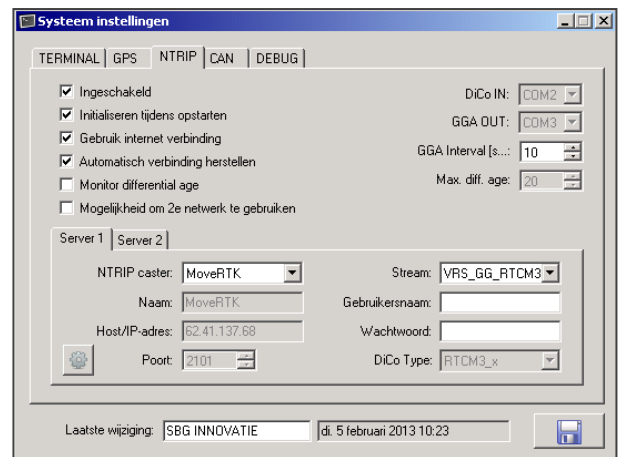 Systeem instellingen
TERMINAL GPS NTRIP CAN DEBUG
Ingeschakeld
DiCo IN: COM2
Initialiseren tijdens opstarten
GGA OUT: COM3
Gebruik internet verbinding
GGA Interval [s...: 10
Automatisch verbinding herstellen
Max. diff. age: 20
Monitor differential age
Mogelijkheid om 2e netwerk te gebruiken
Server 1 Server 2
NTRIP caster: MoveRTK
Stream: VRS_GG_RTCM3
Naam: MoveRTK
Gebruikersnaam:
Host/IP-adres: 62.41.137.68
Wachtwoord:
Poort: 2101
DiCo Type: RTCM3_x
Laatste wijziging: SBG INNOVATIE di. 5 februari 2013 10:23